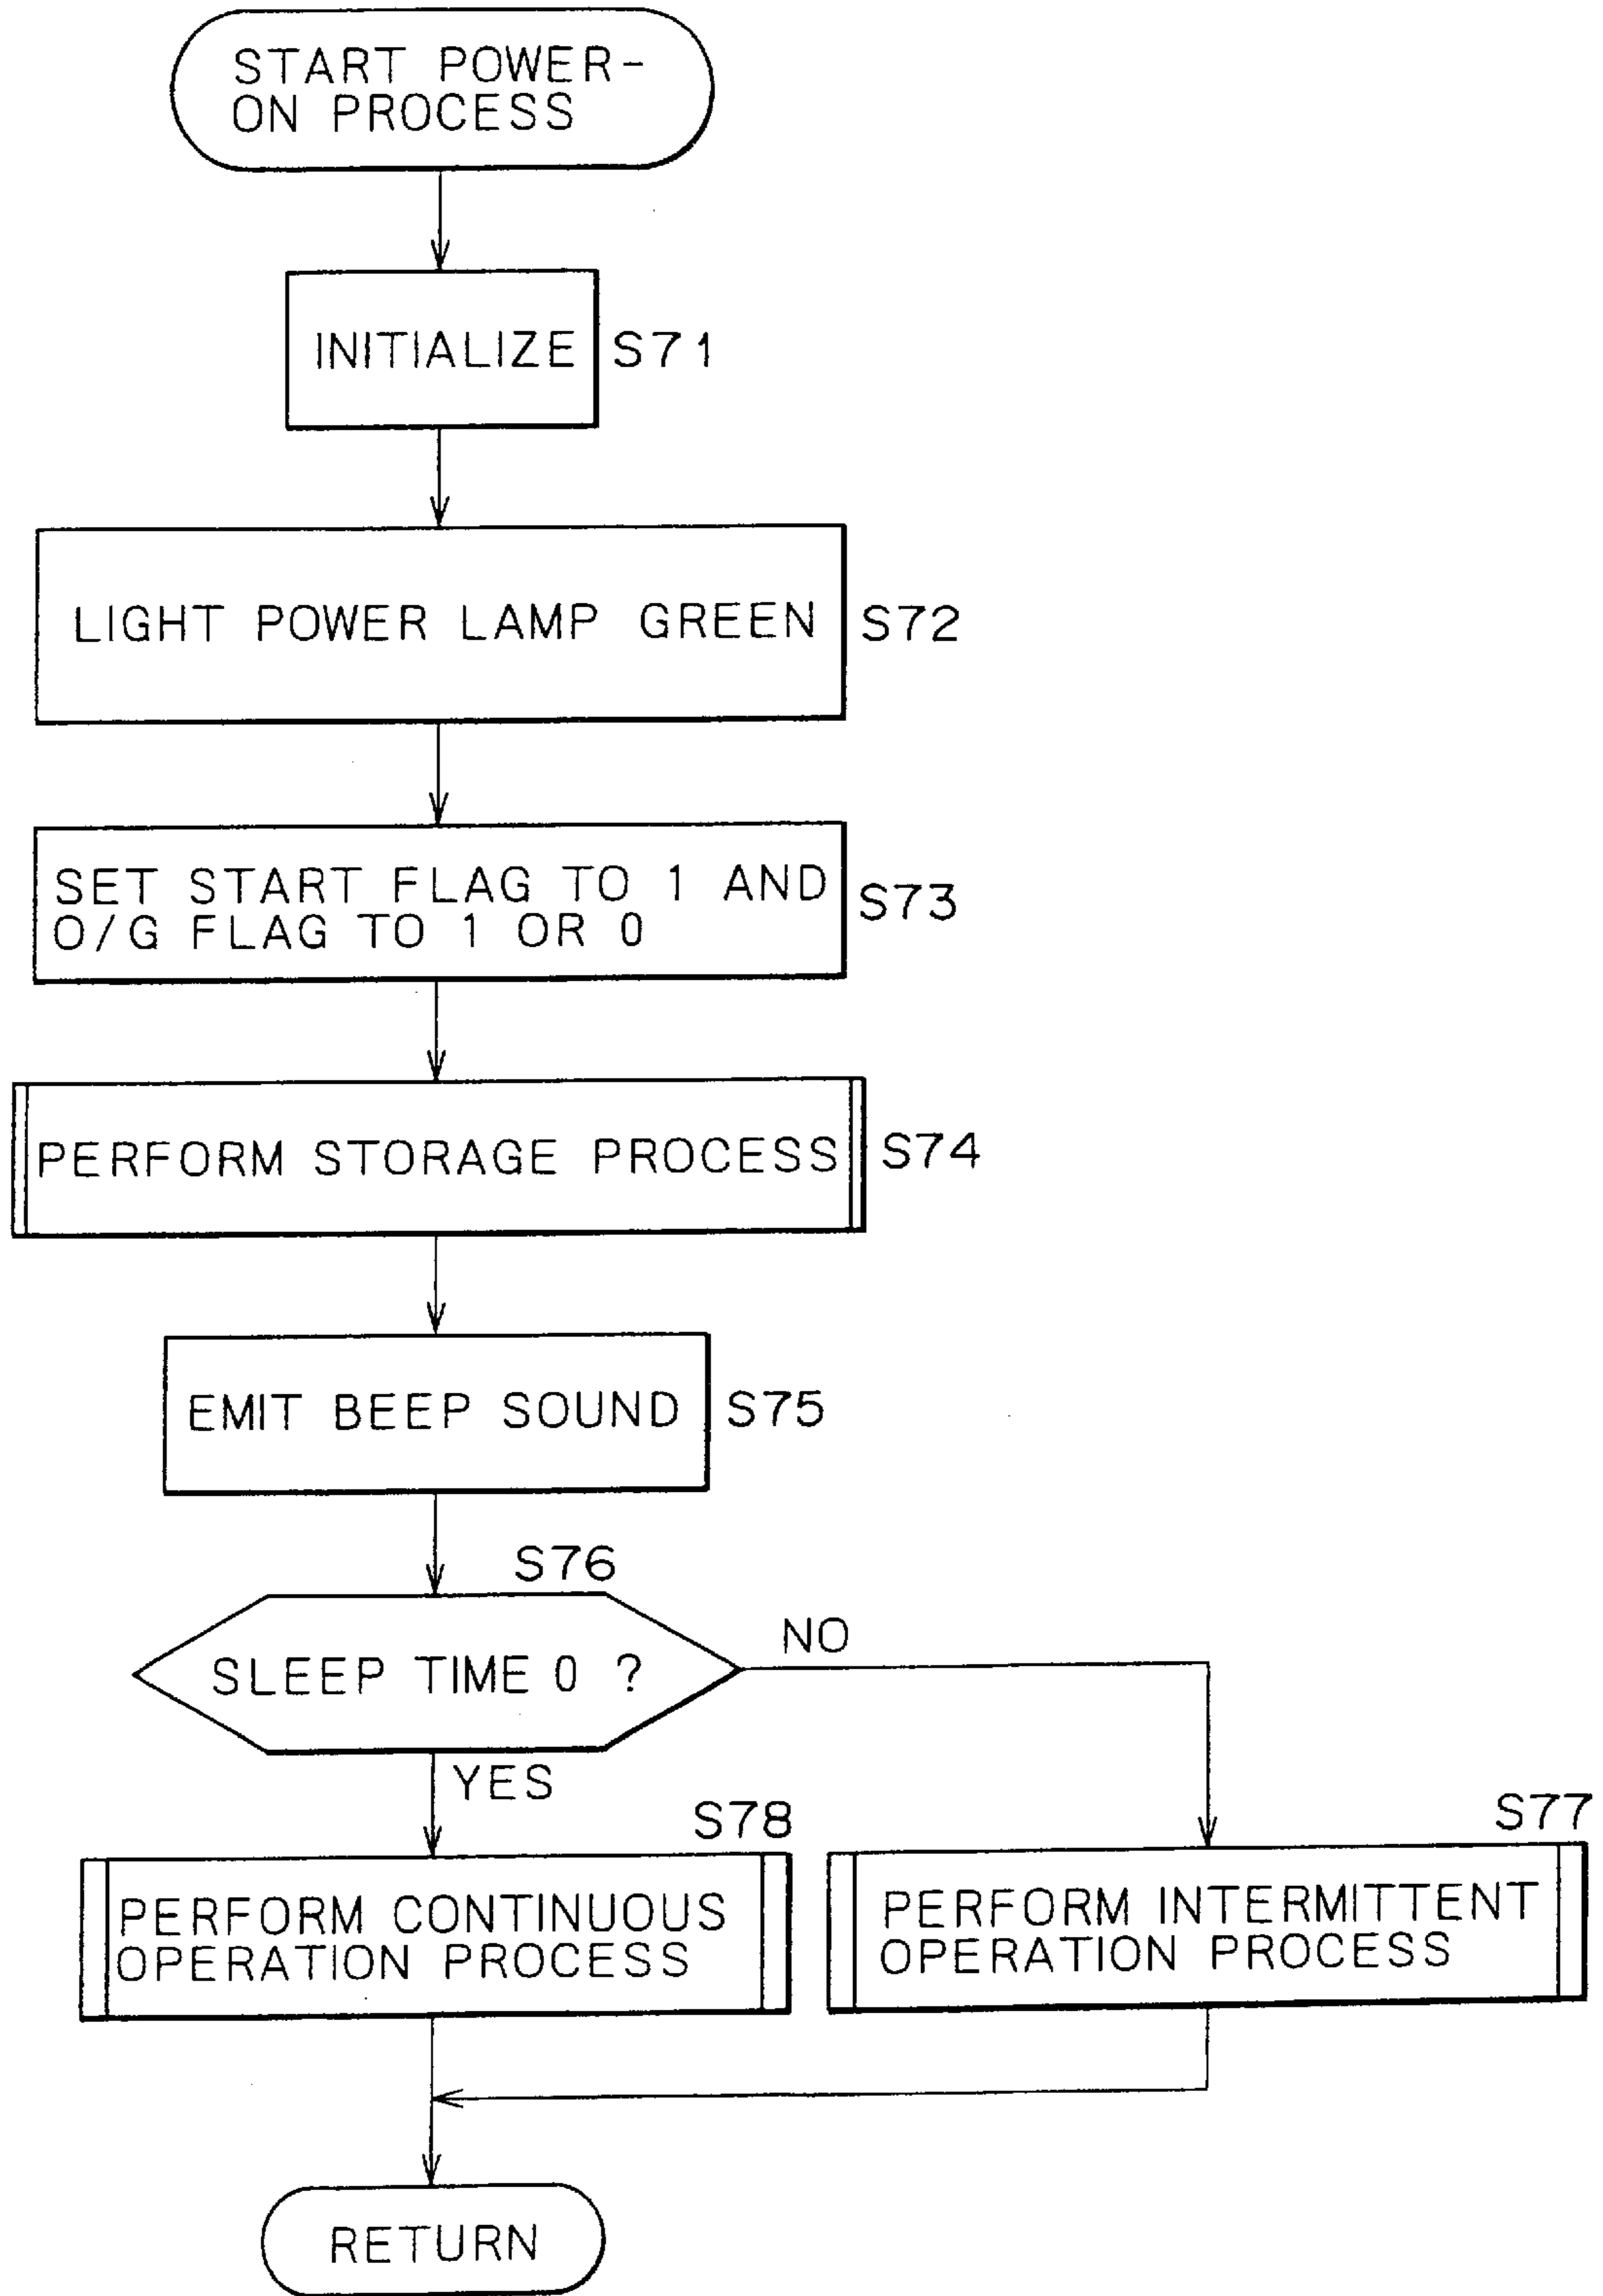 START POWER-
ON PROCESS
INITIALIZE S71
LIGHT POWER LAMP GREEN S72
SET START FLAG TO 1 AND
O/G FLAG TO 1 OR 0
S73
PERFORM STORAGE PROCESS S74
EMIT BEEP SOUND S75
S76
SLEEP TIME 0 ?
NO
YES
S78
PERFORM CONTINUOUS
OPERATION PROCESS
S77
PERFORM INTERMITTENT
OPERATION PROCESS
RETURN